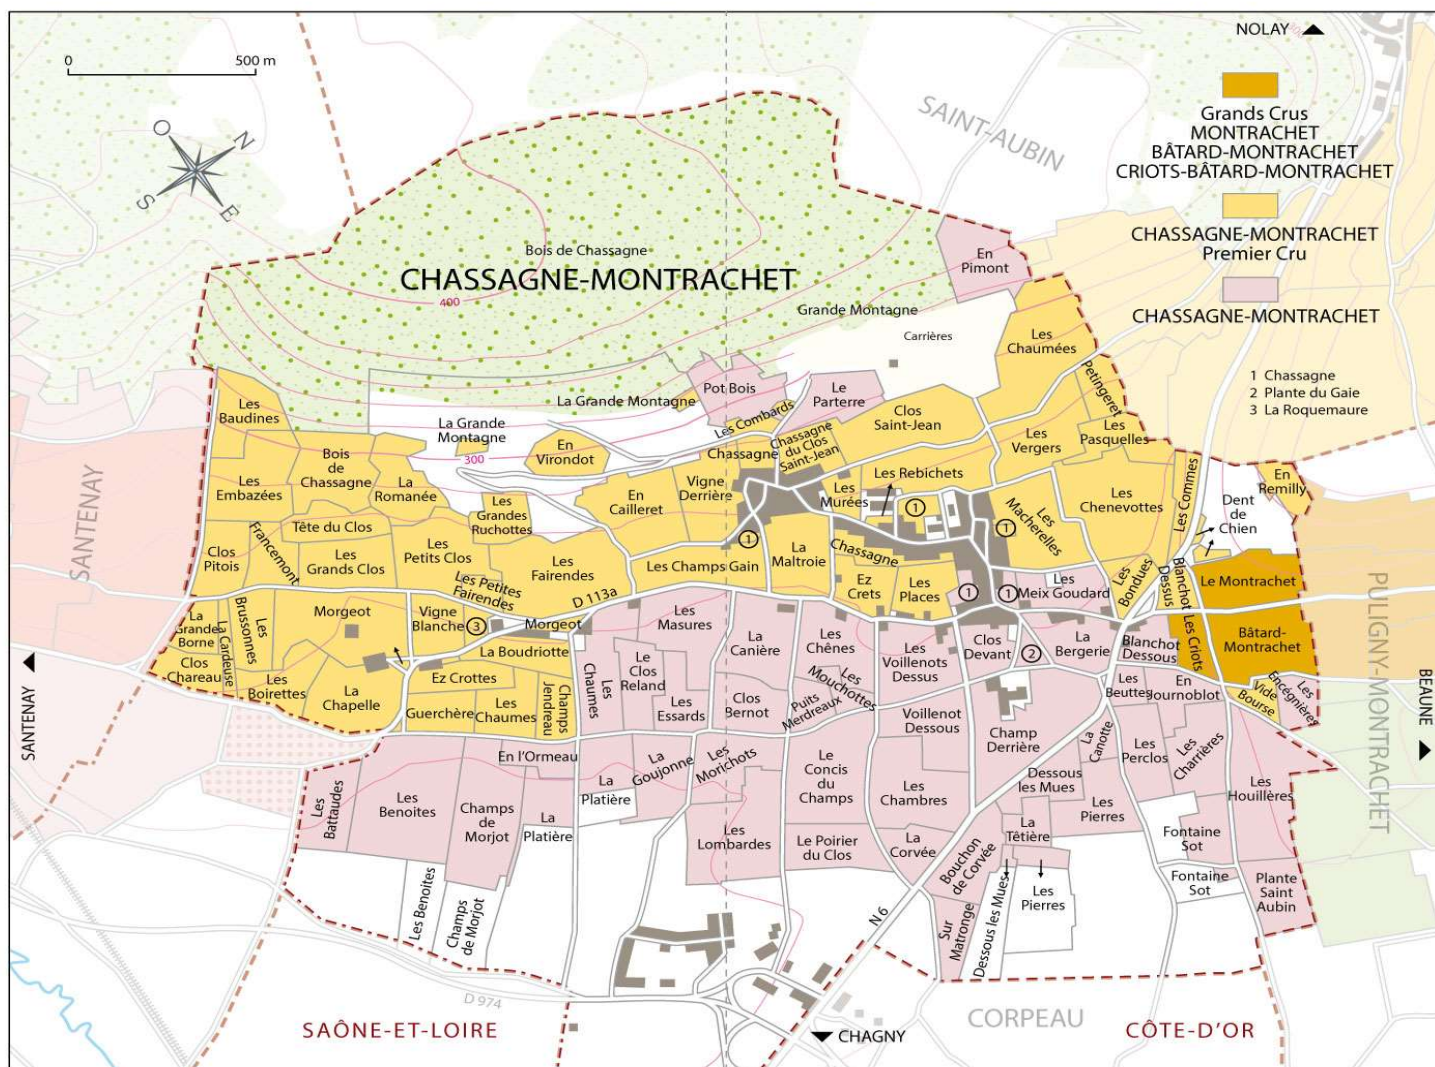 NOLAY
0
500 m
Grands Crus
MONTRACHET
BÂTARD-MONTRACHET
CRIOTS-BÂTARD-MONTRACHET
CHASSAGNE-MONTRACHET
Premier Cru
CHASSAGNE-MONTRACHET
1 Chassagne
2 Plante du Gaie
3 La Roquemaure
O
N
S
E
SAINT-AUBIN
300
Bois de Chassagne
CHASSAGNE-MONTRACHET
400
En
Pimont
Grande Montagne
Carrières
Les
Chaumées
Petingeret
Pot Bois
Le
Parterre
La Grande Montagne
La Grande
Montagne
300
Les Combards
Clos
Saint-Jean
Chassagne
Chassagne
du Clos
Saint-Jean
Les
Vergers
Les
Pasquelles
Les
Baudines
Bois
de
Chassagne
En
Virondot
Les
Embazées
La
Romanée
Les
Grandes
Ruchottes
En
Cailleret
Vigne
Derrière
Les
Murées
Les Rebichets
1
1
1
Les
Macherelles
Les
Chenevottes
Les Commes
Dent
de
Chien
En
Remilly
SANTENAY
Clos
Pitois
Francemont
Tête du Clos
Les
Grands Clos
Les
Petits Clos
Les Petites
Fairendes
Les
Fairendes
D 113a
Les Champs Gain
La
Maltroie
Chassagne
Ez
Crets
Les
Places
1
1
Les
Meix Goudard
Les
Bondues
Blanchot
Dessus
Le Montrachet
Bâtard-
Montrachet
Les Criots
PULIGNY-MONTRACHET
La
Grande
Borne
La Cardeuse
Les
Brussonnes
Clos
Chareau
Les
Boirettes
Morgeot
Vigne
Blanche
3
Morgeot
La Boudriotte
Ez Crottes
La
Chapelle
Guerchère
Les
Chaumes
Champs
Jendreau
Les
Chaumes
Les
Masures
Le
Clos
Reland
Les
Essards
La
Canière
Clos
Bernot
Les
Chênes
Les
Mouchottes
Puits
Merdreaux
Les
Voillenots
Dessus
Voillenot
Dessous
Clos
Devant
2
La
Bergerie
Blanchot
Dessous
Les
Beuttes
En
Journoblot
Vide
Bourse
Les
Encégnières
Champ
Derrière
La
Canotte
Les
Perclos
Les
Charrières
Les
Houillères
SANTENAY
BEAUNE
En l'Ormeau
Les
Battaudes
Les
Benoites
Champs
de
Morjot
La
Platière
La
Platière
La
Goujonne
Les
Morichots
Les
Lombardes
Le
Concis
du
Champs
Le Poirier
du Clos
Les
Chambres
La
Corvée
Dessous
les Mues
La
Têtière
Les
Pierres
Fontaine
Sot
Fontaine
Sot
Bouchon
de Corvée
Sur
Matronge
Dessous les Mues
Les
Pierres
Plante
Saint
Aubin
Les Benoites
Champs
de Morjot
N 6
D 974
SAÔNE-ET-LOIRE
CHAGNY
CORPEAU
CÔTE-D'OR